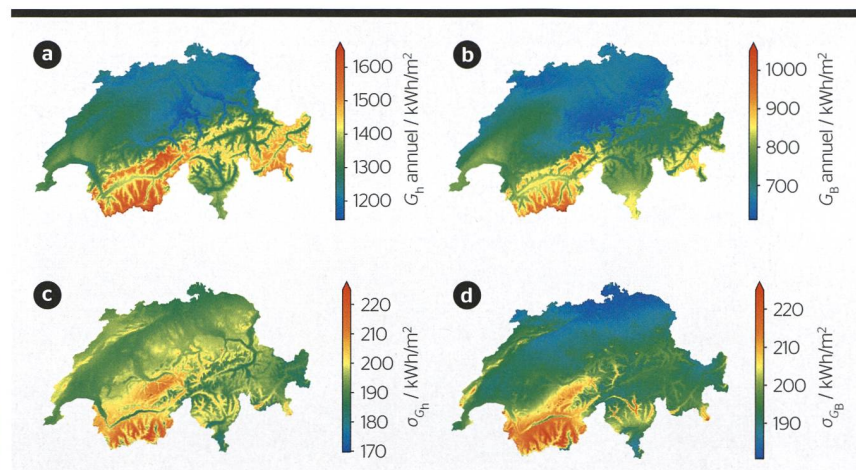 a
1600
1500
1400
1300
1200
G_h annuel / kWh/m²
b
1000
900
800
700
G_B annuel / kWh/m²
c
220
210
200
190
180
170
σ_G_h / kWh/m²
d
220
210
200
190
σ_G_B / kWh/m²